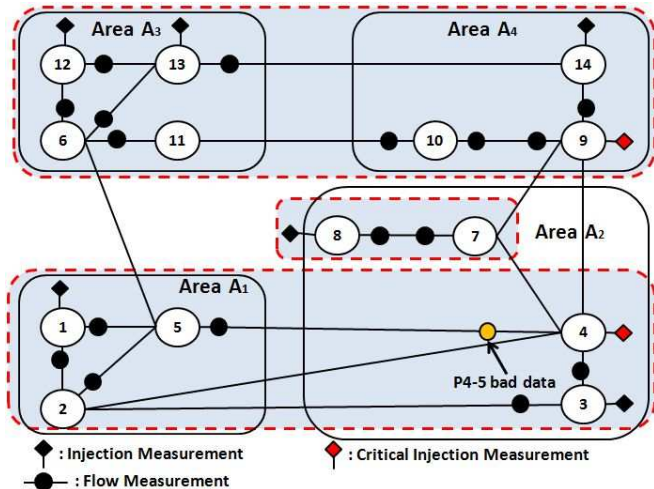 Area A3 Area A4
12 13 14
6 11 10 9
8 7 Area A2
Area A1
1 5 4
P4-5 bad data
2 3
: Injection Measurement : Critical Injection Measurement
: Flow Measurement